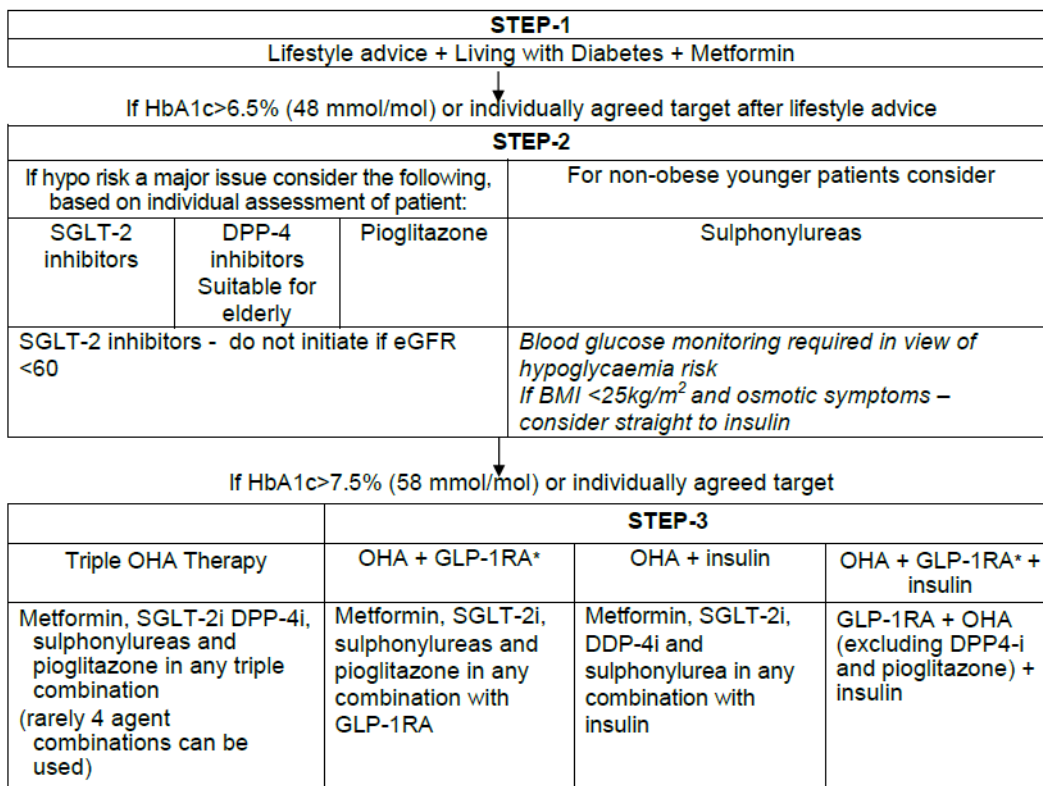 STEP-1
Lifestyle advice + Living with Diabetes + Metformin
If HbA1c>6.5% (48 mmol/mol) or individually agreed target after lifestyle advice
STEP-2
If hypo risk a major issue consider the following,
based on individual assessment of patient:
For non-obese younger patients consider
SGLT-2
inhibitors
DPP-4
inhibitors
Suitable for
elderly
Pioglitazone
Sulphonylureas
SGLT-2 inhibitors - do not initiate if eGFR
<60
Blood glucose monitoring required in view of
hypoglycaemia risk
If BMI <25kg/m² and osmotic symptoms –
consider straight to insulin
If HbA1c>7.5% (58 mmol/mol) or individually agreed target
STEP-3
Triple OHA Therapy
OHA + GLP-1RA*
OHA + insulin
OHA + GLP-1RA* +
insulin
Metformin, SGLT-2i DPP-4i,
sulphonylureas and
pioglitazone in any triple
combination
(rarely 4 agent
combinations can be
used)
Metformin, SGLT-2i,
sulphonylureas and
pioglitazone in any
combination with
GLP-1RA
Metformin, SGLT-2i,
DDP-4i and
sulphonylurea in any
combination with
insulin
GLP-1RA + OHA
(excluding DPP4-i
and pioglitazone) +
insulin